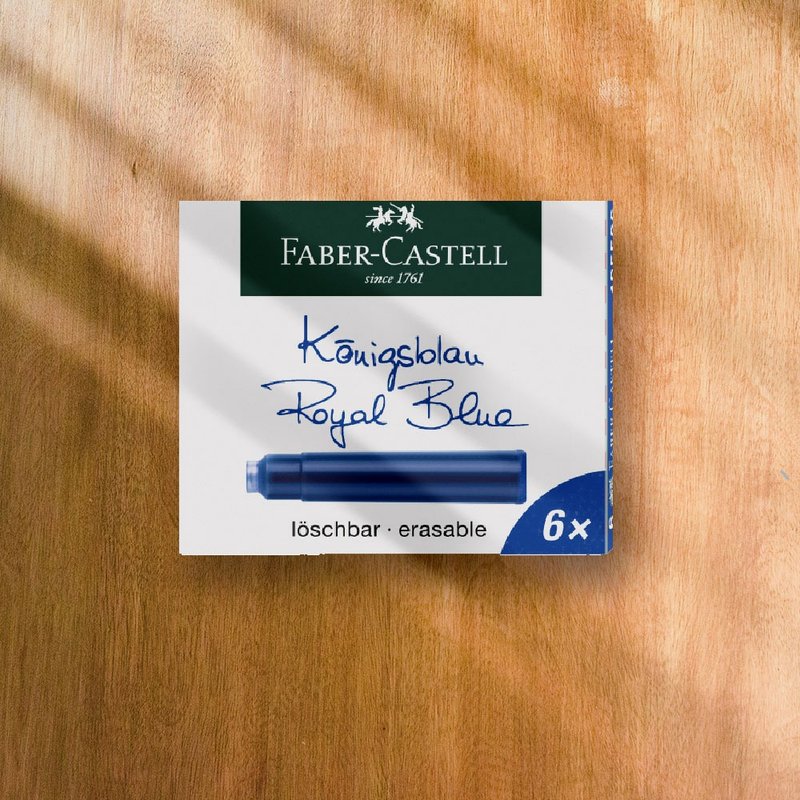 FABER-CASTELL
since 1761
Königsblau
Royal Blue
löschbar · erasable
6×